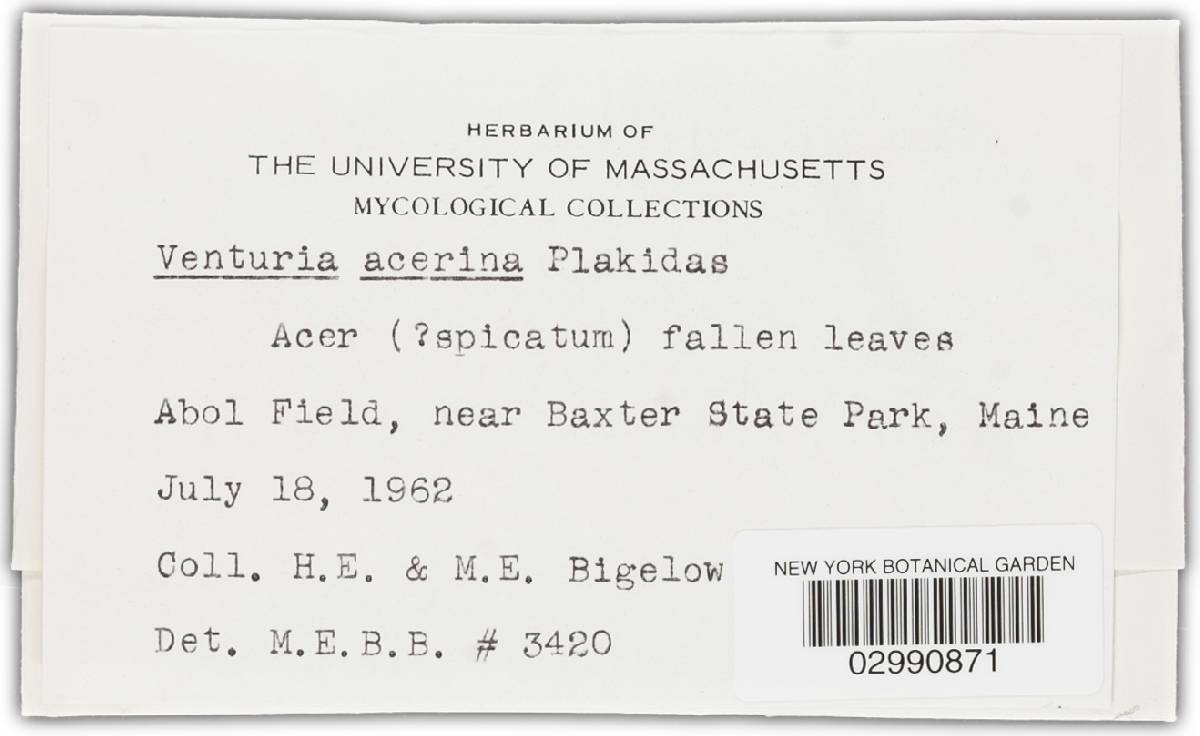 HERBARIUM OF
THE UNIVERSITY OF MASSACHUSETTS
MYCOLOGICAL COLLECTIONS
Venturia acerina Plakidas
Acer (?spicatum) fallen leaves
Abol Field, near Baxter State Park, Maine
July 18, 1962
Coll. H.E. & M.E. Bigelow
Det. M.E.B.B. # 3420
NEW YORK BOTANICAL GARDEN
02990871